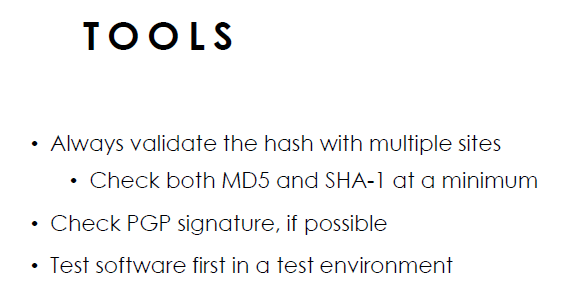 TOOLS
• Always validate the hash with multiple sites
• Check both MD5 and SHA-1 at a minimum
• Check PGP signature, if possible
• Test software first in a test environment